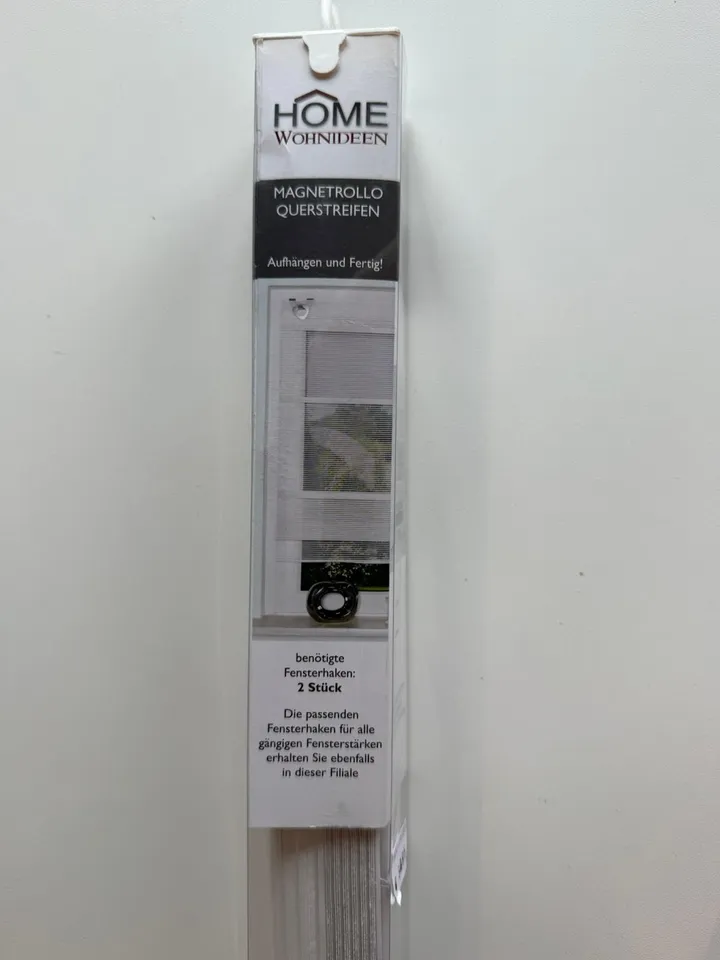 HOME
WOHNIDEEN
MAGNETROLLO
QUERSTREIFEN
Aufhängen und Fertig!
benötigte
Fensterhaken:
2 Stück
Die passenden
Fensterhaken für alle
gängigen Fensterstärken
erhalten Sie ebenfalls
in dieser Filiale